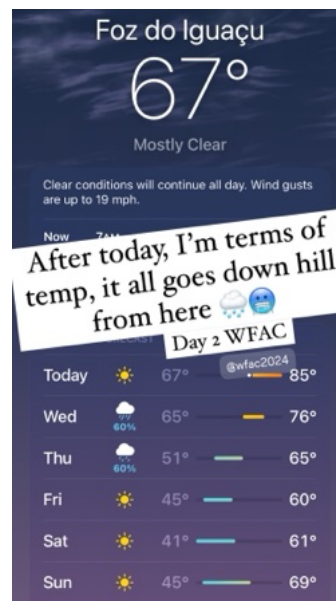 Foz do Iguaçu
67°
Mostly Clear
Clear conditions will continue all day. Wind gusts
are up to 19 mph.
Now
After today, I'm terms of
temp, it all goes down hill
from here 🌧️🥶
Day 2 WFAC
@wfac2024
Today 67° 85°
Wed 60% 65° 76°
Thu 60% 51° 65°
Fri 45° 60°
Sat 41° 61°
Sun 45° 69°